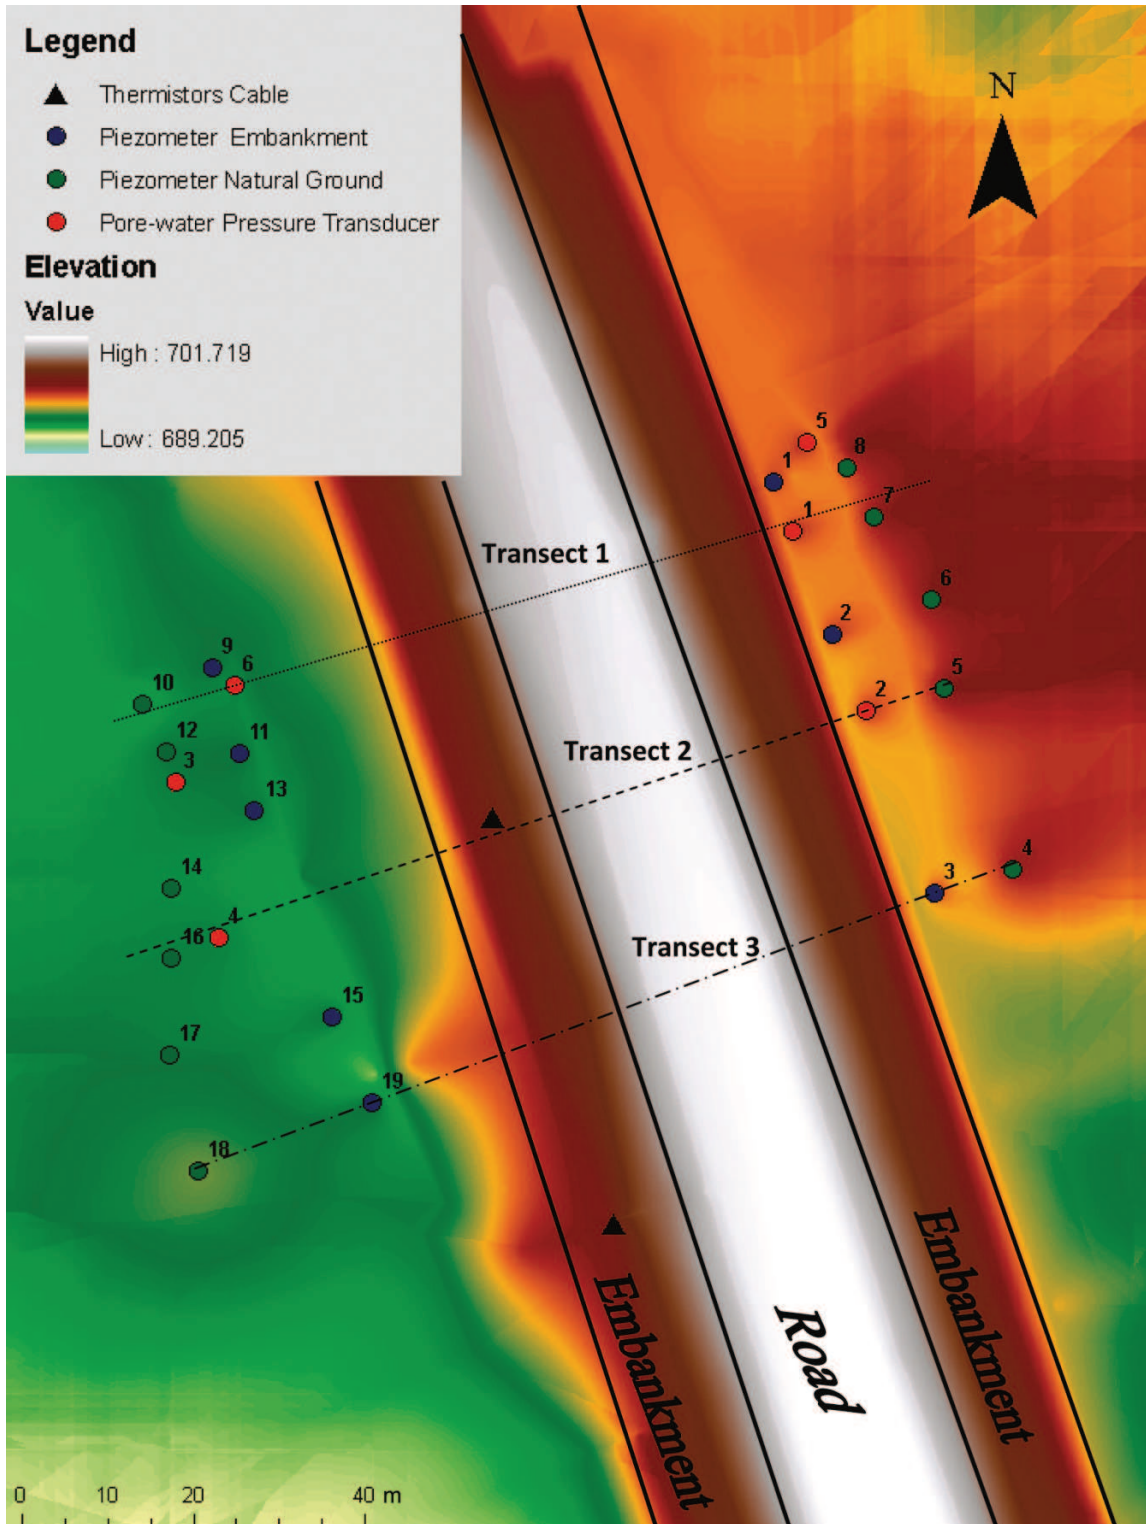 Legend
Thermistors Cable
Piezometer Embankment
Piezometer Natural Ground
Pore-water Pressure Transducer
Elevation
Value
High : 701.719
Low : 689.205
N
5
8
1
7
1
Transect 1
6
2
9
6
5
10
2
12
11
Transect 2
3
13
14
4
3
4
16
Transect 3
15
17
19
18
Embankment
Embankment
Road
0 20 40 m